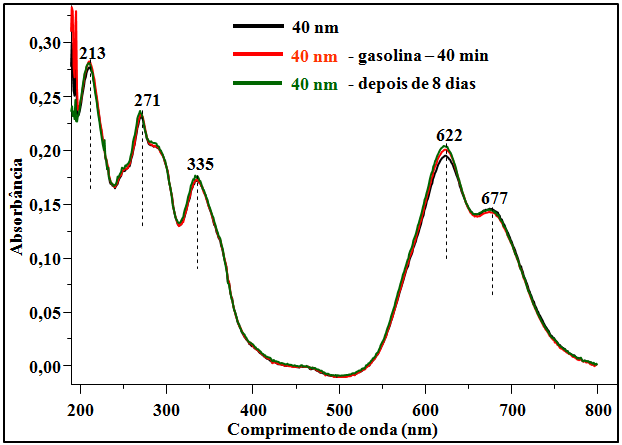 40 nm
40 nm - gasolina – 40 min
40 nm - depois de 8 dias
0,30
0,25
0,20
0,15
0,10
0,05
0,00
Absorbância
213
271
335
622
677
200 300 400 500 600 700 800
Comprimento de onda (nm)